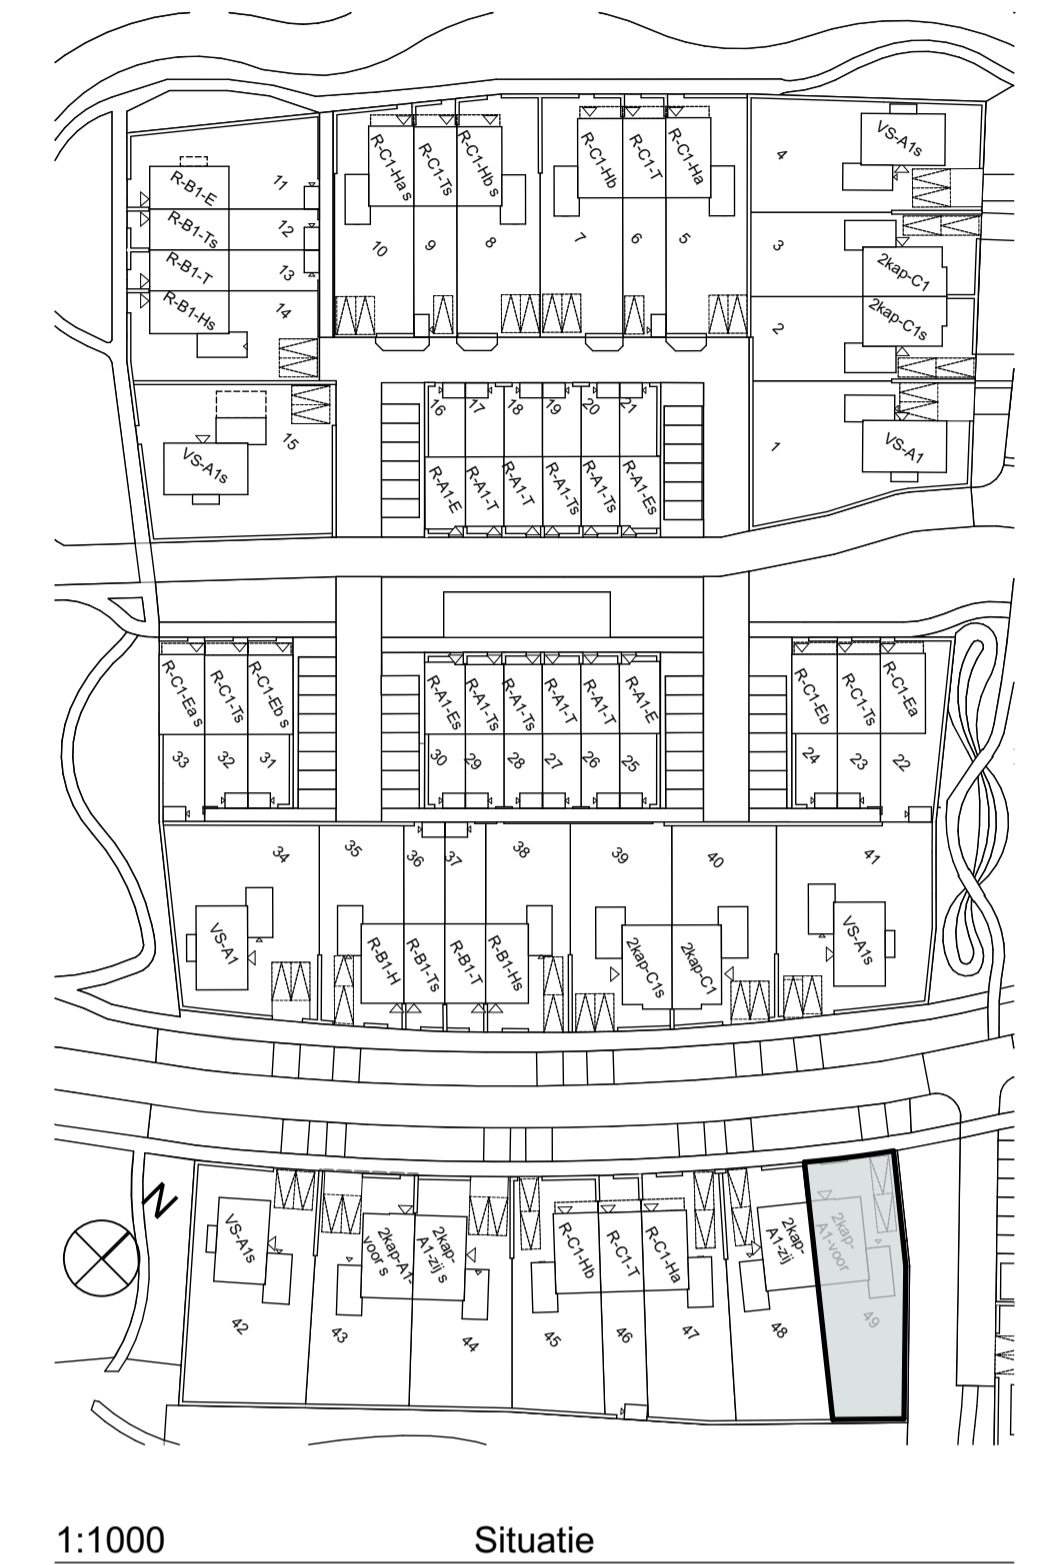 4
VS-A1s
R-C1-Ha s
R-C1-Ts
R-C1-Hb s
R-C1-Hb
R-C1-T
R-C1-Ha
R-B1-E
11
R-B1-Ts
12
R-B1-T
13
R-B1-Hs
14
10
9
8
7
6
5
3
2kap-C1
2
2kap-C1s
1
VS-A1
15
VS-A1s
16
17
18
19
20
21
R-A1-E
R-A1-T
R-A1-T
R-A1-Ts
R-A1-Ts
R-A1-Es
R-C1-Ea s
R-C1-Ts
R-C1-Eb s
R-A1-Es
R-A1-Ts
R-A1-Ts
R-A1-T
R-A1-T
R-A1-E
R-C1-Eb
R-C1-Ts
R-C1-Ea
33
32
31
30
29
28
27
26
25
24
23
22
34
35
36
37
38
39
40
41
VS-A1
R-B1-H
R-B1-Ts
R-B1-T
R-B1-Hs
2kap-C1s
2kap-C1
VS-A1s
N
VS-A1s
2kap-A1-
voor s
2kap-
A1-zij s
R-C1-Hb
R-C1-T
R-C1-Ha
2kap-
A1-zij
2kap-
A1-voor
42
43
44
45
46
47
48
49
1:1000
Situatie